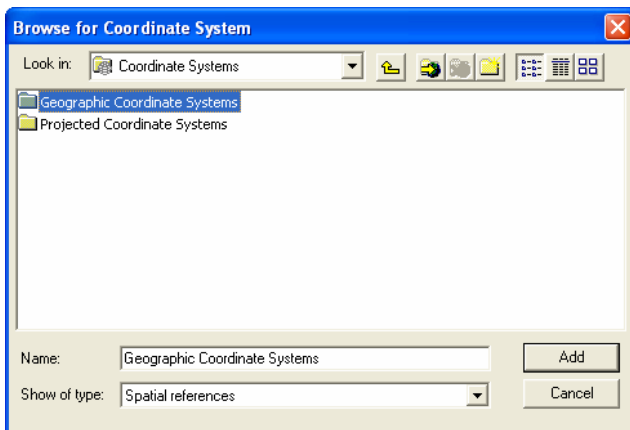 Browse for Coordinate System
Look in: Coordinate Systems
Geographic Coordinate Systems
Projected Coordinate Systems
Name: Geographic Coordinate Systems Add
Show of type: Spatial references Cancel